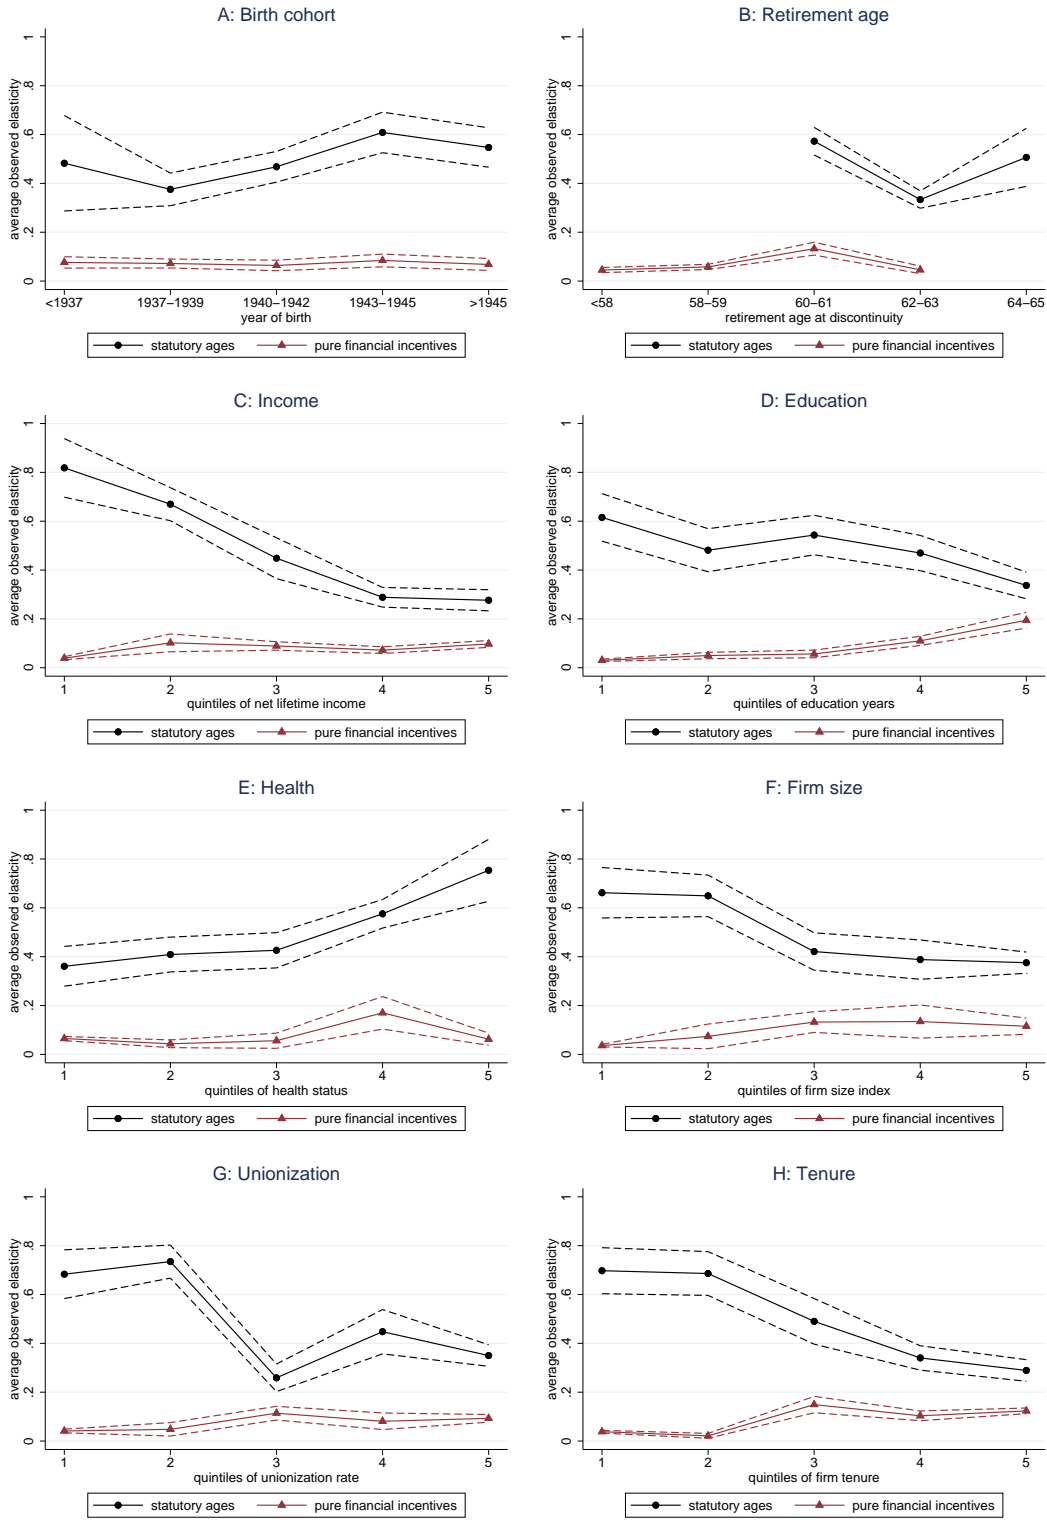 A: Birth cohort
average observed elasticity
0 .2 .4 .6 .8 1
<1937 1937–1939 1940–1942 1943–1945 >1945
year of birth
statutory ages pure financial incentives
B: Retirement age
average observed elasticity
0 .2 .4 .6 .8 1
<58 58–59 60–61 62–63 64–65
retirement age at discontinuity
statutory ages pure financial incentives
C: Income
average observed elasticity
0 .2 .4 .6 .8 1
1 2 3 4 5
quintiles of net lifetime income
statutory ages pure financial incentives
D: Education
average observed elasticity
0 .2 .4 .6 .8 1
1 2 3 4 5
quintiles of education years
statutory ages pure financial incentives
E: Health
average observed elasticity
0 .2 .4 .6 .8 1
1 2 3 4 5
quintiles of health status
statutory ages pure financial incentives
F: Firm size
average observed elasticity
0 .2 .4 .6 .8 1
1 2 3 4 5
quintiles of firm size index
statutory ages pure financial incentives
G: Unionization
average observed elasticity
0 .2 .4 .6 .8 1
1 2 3 4 5
quintiles of unionization rate
statutory ages pure financial incentives
H: Tenure
average observed elasticity
0 .2 .4 .6 .8 1
1 2 3 4 5
quintiles of firm tenure
statutory ages pure financial incentives